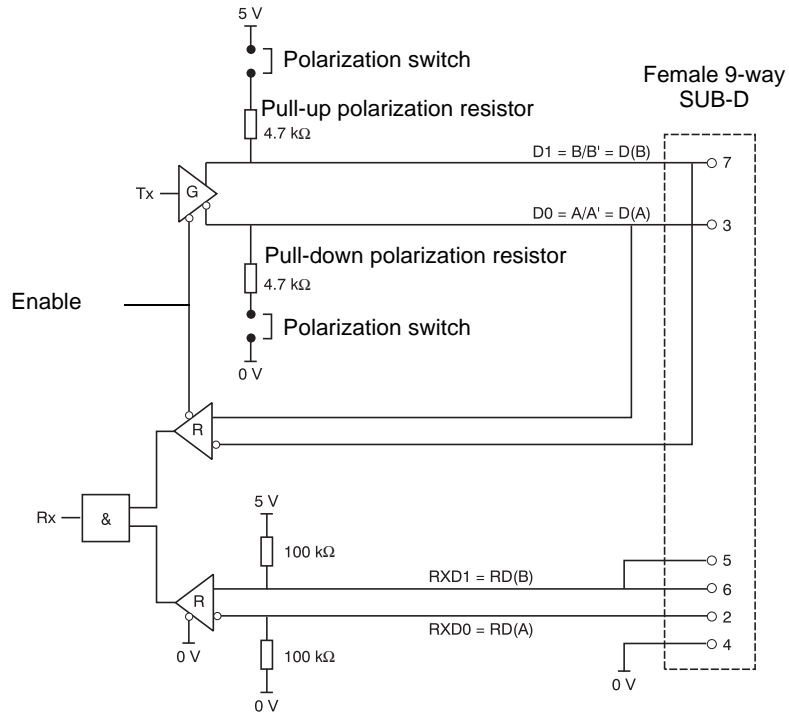 5 V
Polarization switch
Female 9-way
SUB-D
Pull-up polarization resistor
4.7 kΩ
D1 = B/B' = D(B)
7
Tx
G
D0 = A/A' = D(A)
3
Pull-down polarization resistor
4.7 kΩ
Enable
Polarization switch
0 V
R
5 V
Rx
&
100 kΩ
5
RXD1 = RD(B)
6
R
2
RXD0 = RD(A)
4
0 V
100 kΩ
0 V
0 V